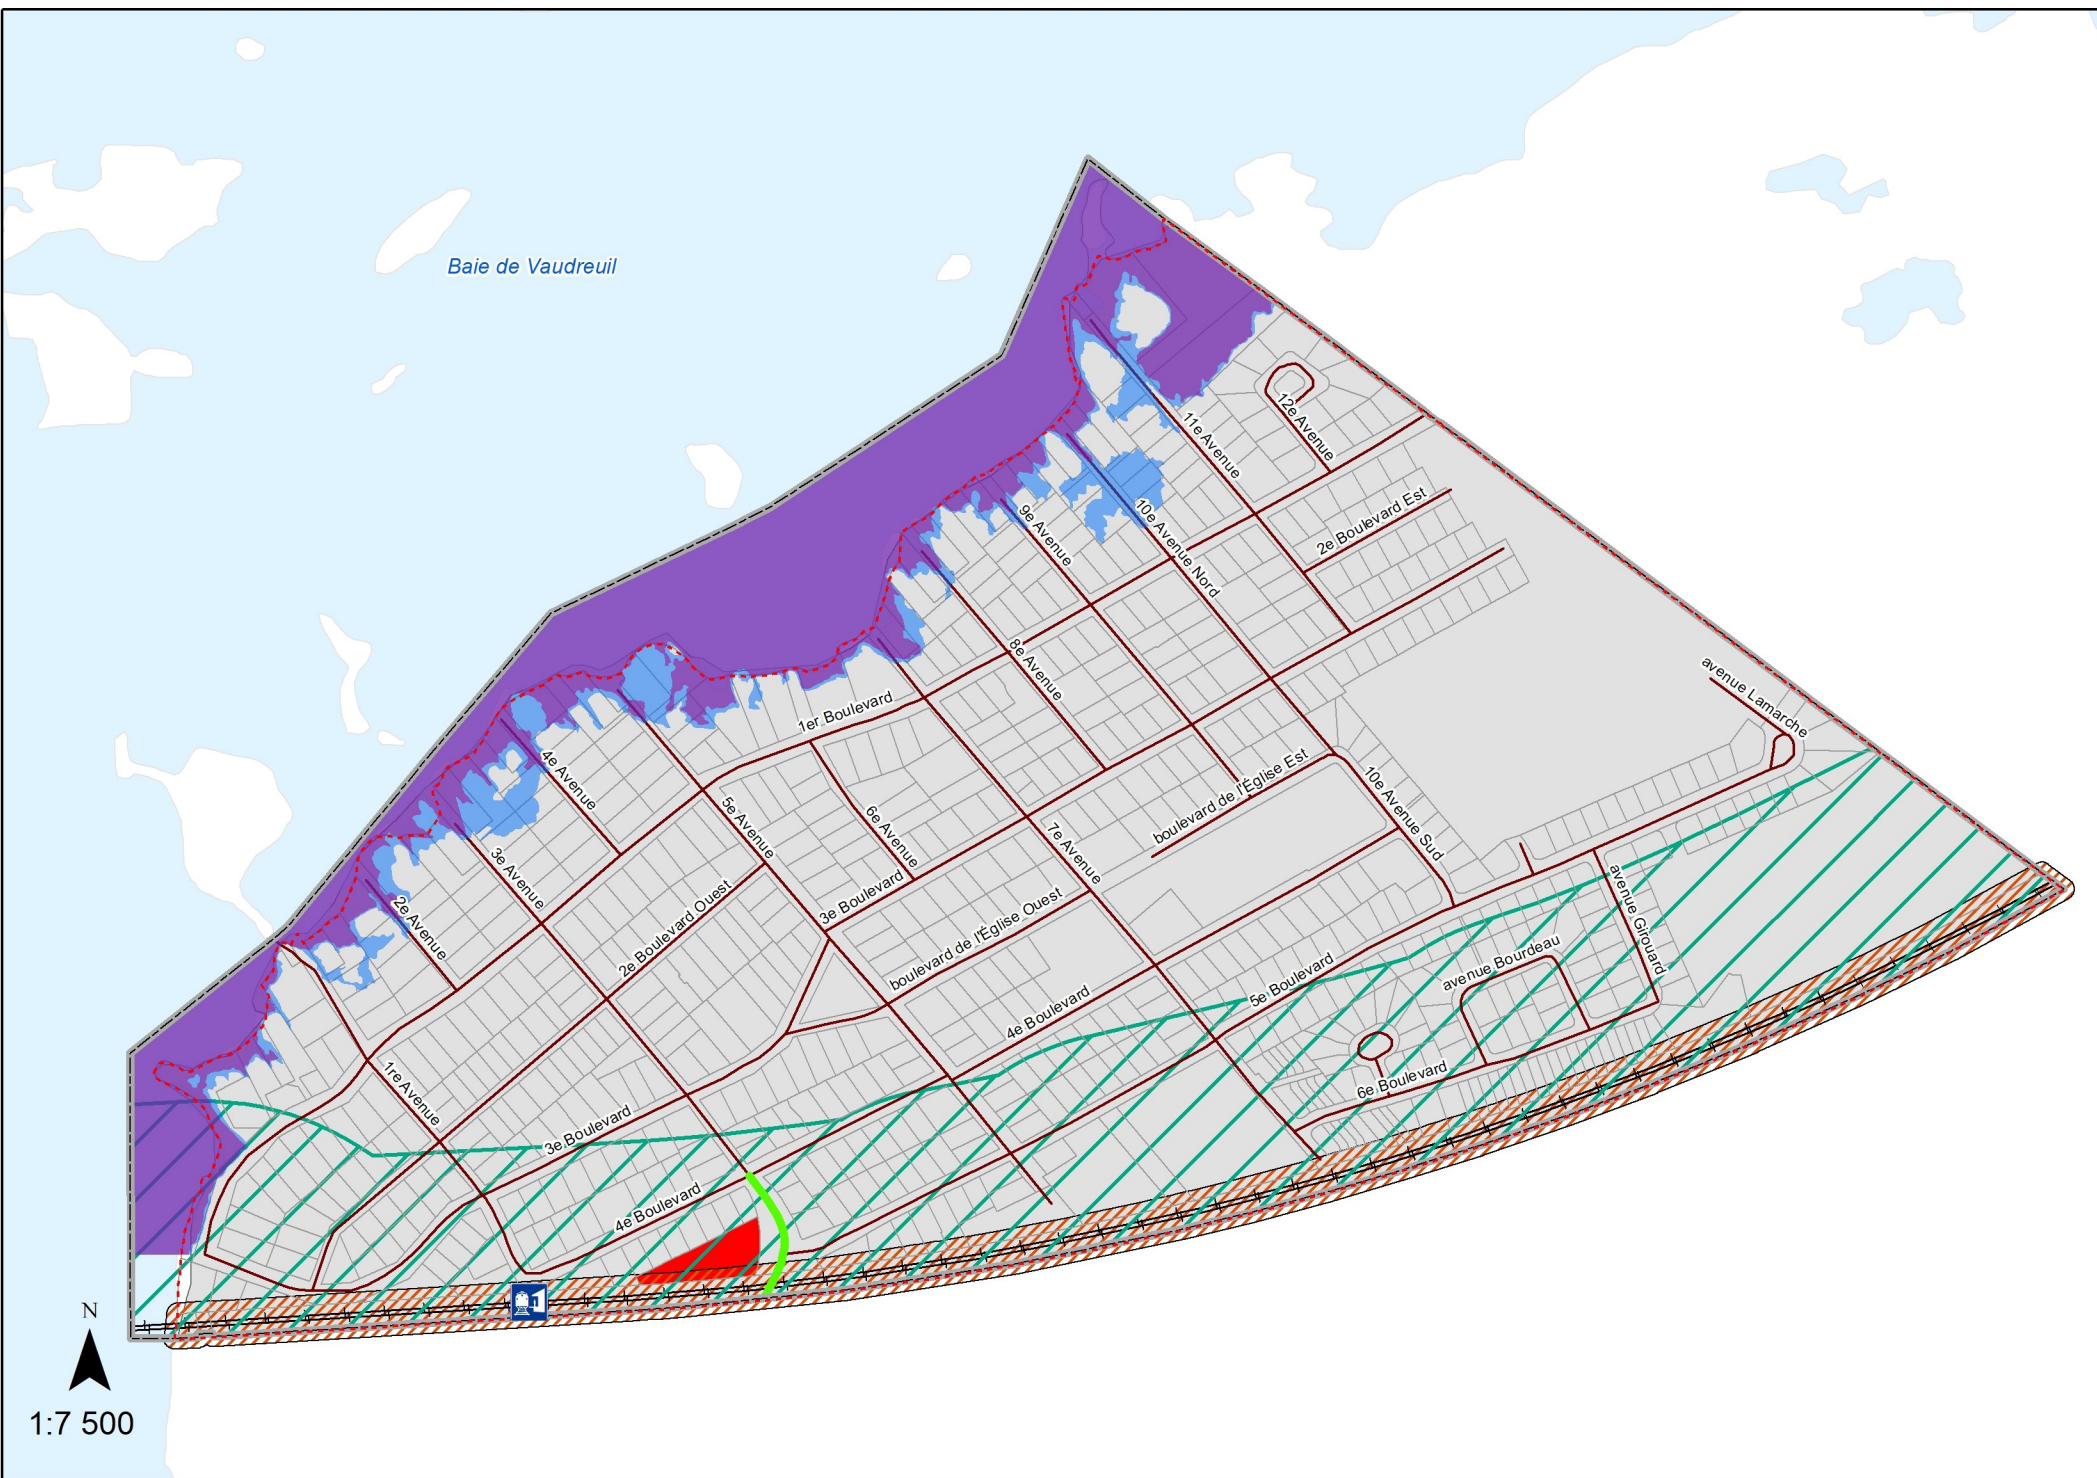 Baie de Vaudreuil
12e Avenue
11e Avenue
2e Boulevard Est
9e Avenue
10e Avenue Nord
8e Avenue
avenue Lamarche
1er Boulevard
4e Avenue
5e Avenue
6e Avenue
boulevard de l'Église Est
10e Avenue Sud
7e Avenue
3e Avenue
2e Avenue
2e Boulevard Ouest
3e Boulevard
boulevard de l'Église Ouest
avenue Girouard
avenue Bourdeau
5e Boulevard
4e Boulevard
1re Avenue
6e Boulevard
3e Boulevard
4e Boulevard
N
1:7 500